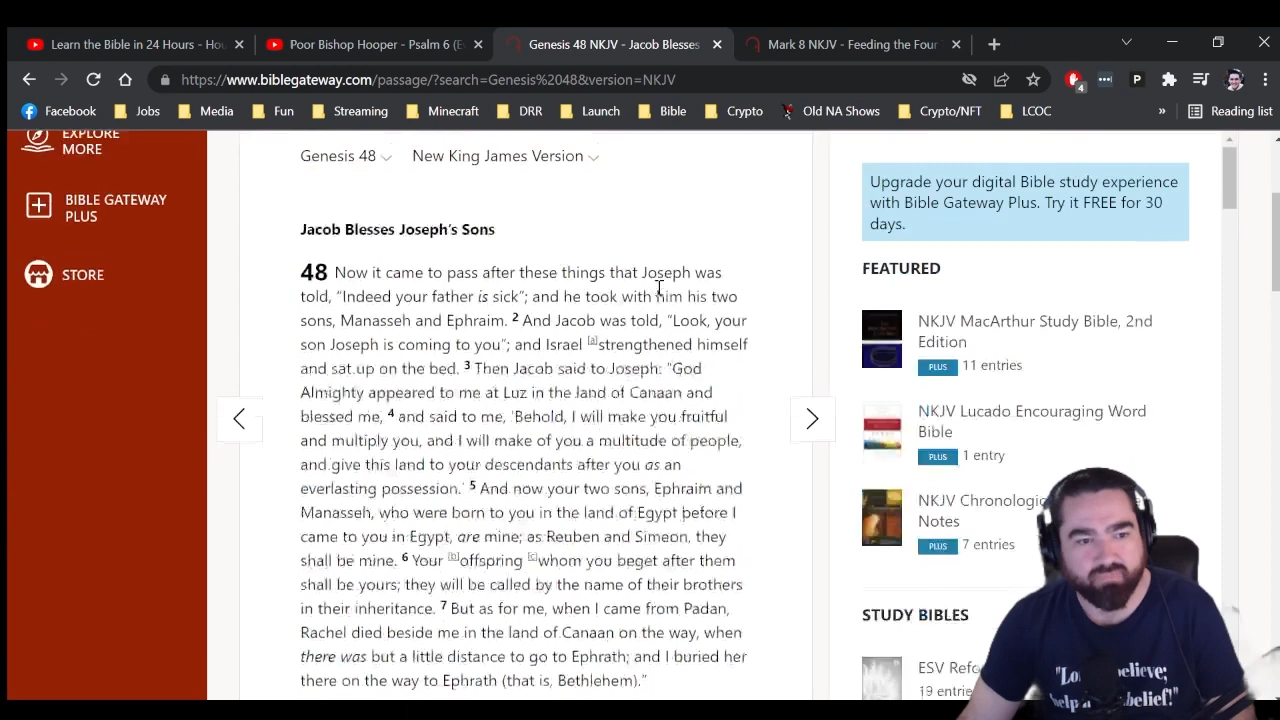 Learn the Bible in 24 Hours - Hou
Poor Bishop Hooper - Psalm 6 (E
Genesis 48 NKJV - Jacob Blesses
Mark 8 NKJV - Feeding the Four
https://www.biblegateway.com/passage/?search=Genesis%2048&version=NKJV
4
P
Facebook
Jobs
Media
Fun
Streaming
Minecraft
DRR
Launch
Bible
Crypto
Old NA Shows
Crypto/NFT
LCOC
»
Reading list
EXPLORE
MORE
BIBLE GATEWAY
PLUS
STORE
Genesis 48
New King James Version
Jacob Blesses Joseph's Sons
48 Now it came to pass after these things that Joseph was
told, "Indeed your father is sick"; and he took with him his two
sons, Manasseh and Ephraim. 2 And Jacob was told, "Look, your
son Joseph is coming to you"; and Israel [a]strengthened himself
and sat up on the bed. 3 Then Jacob said to Joseph: "God
Almighty appeared to me at Luz in the land of Canaan and
blessed me, 4 and said to me, 'Behold, I will make you fruitful
and multiply you, and I will make of you a multitude of people,
and give this land to your descendants after you as an
everlasting possession.' 5 And now your two sons, Ephraim and
Manasseh, who were born to you in the land of Egypt before I
came to you in Egypt, are mine; as Reuben and Simeon, they
shall be mine. 6 Your [b]offspring [c]whom you beget after them
shall be yours; they will be called by the name of their brothers
in their inheritance. 7 But as for me, when I came from Padan,
Rachel died beside me in the land of Canaan on the way, when
there was but a little distance to go to Ephrath; and I buried her
there on the way to Ephrath (that is, Bethlehem)."
Upgrade your digital Bible study experience
with Bible Gateway Plus. Try it FREE for 30
days.
FEATURED
NKJV MacArthur Study Bible, 2nd
Edition
PLUS 11 entries
NKJV Lucado Encouraging Word
Bible
PLUS 1 entry
NKJV Chronologic
Notes
PLUS 7 entries
STUDY BIBLES
ESV Refo
19 entrie
believe;